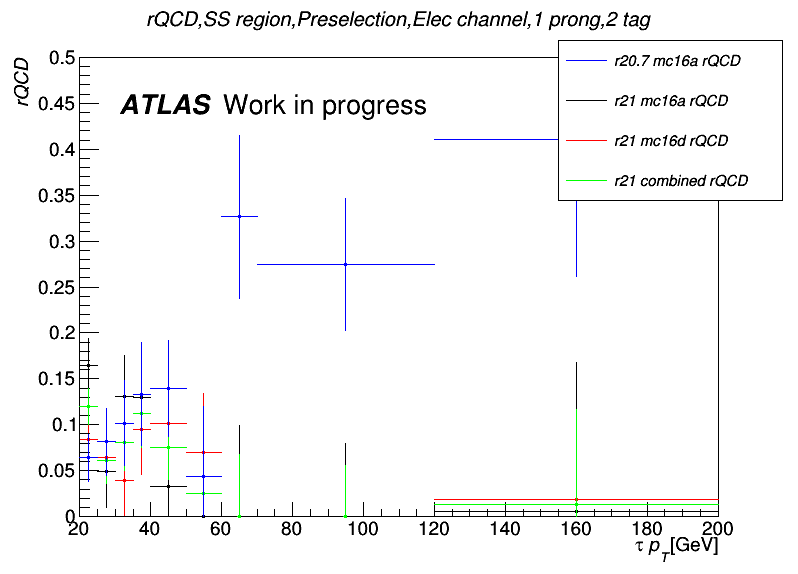 rQCD,SS region,Preselection,Elec channel,1 prong,2 tag
rQCD
ATLAS Work in progress
r20.7 mc16a rQCD
r21 mc16a rQCD
r21 mc16d rQCD
r21 combined rQCD
0.5
0.45
0.4
0.35
0.3
0.25
0.2
0.15
0.1
0.05
0
20 40 60 80 100 120 140 160 180 200
τ p_T[GeV]